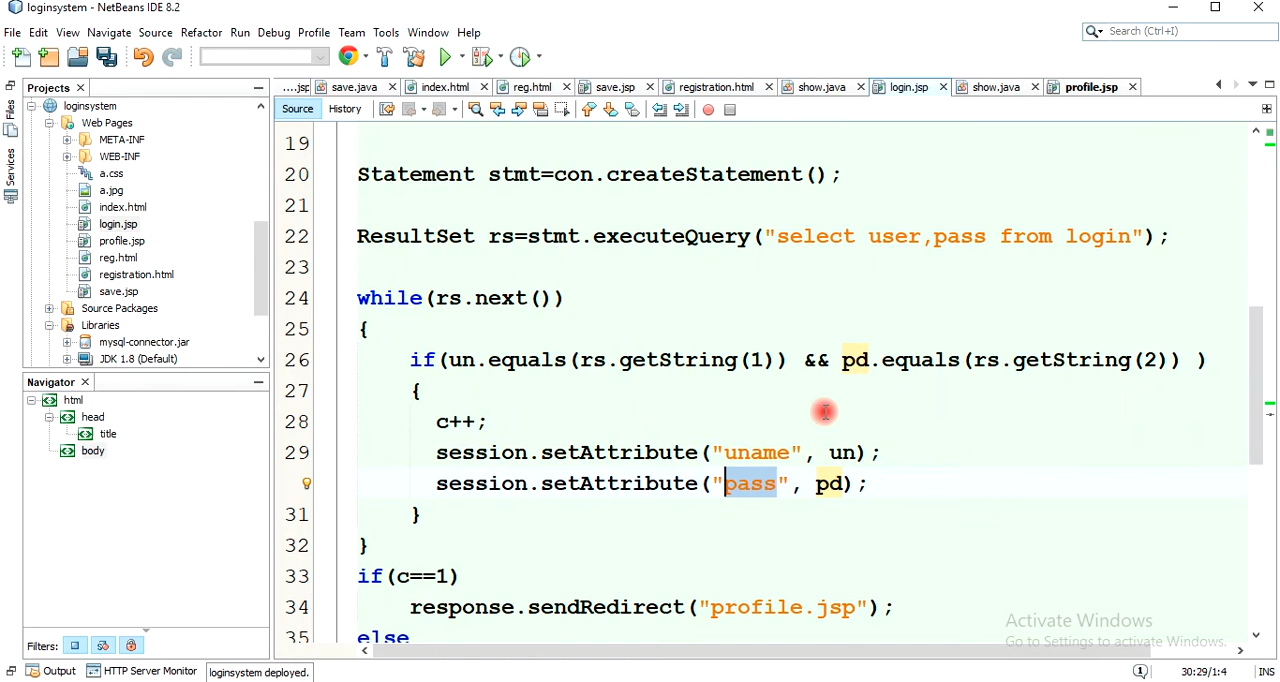 loginsystem - NetBeans IDE 8.2
File Edit View Navigate Source Refactor Run Debug Profile Team Tools Window Help
Search (Ctrl+I)
Projects
....jsp save.java index.html reg.html save.jsp registration.html show.java login.jsp show.java profile.jsp
Files
Services
loginsystem
Web Pages
META-INF
WEB-INF
a.css
a.jpg
index.html
login.jsp
profile.jsp
reg.html
registration.html
save.jsp
Source Packages
Libraries
mysql-connector.jar
JDK 1.8 (Default)
Navigator
html
head
title
body
Filters:
Source History
19
20 Statement stmt=con.createStatement();
21
22 ResultSet rs=stmt.executeQuery("select user,pass from login");
23
24 while(rs.next())
25 {
26 if(un.equals(rs.getString(1)) && pd.equals(rs.getString(2)) )
27 {
28 c++;
29 session.setAttribute("uname", un);
session.setAttribute("pass", pd);
31 }
32 }
33 if(c==1)
34 response.sendRedirect("profile.jsp");
35 else
Activate Windows
Go to Settings to activate Windows.
Output HTTP Server Monitor loginsystem deployed. 1 30:29/1:4 INS